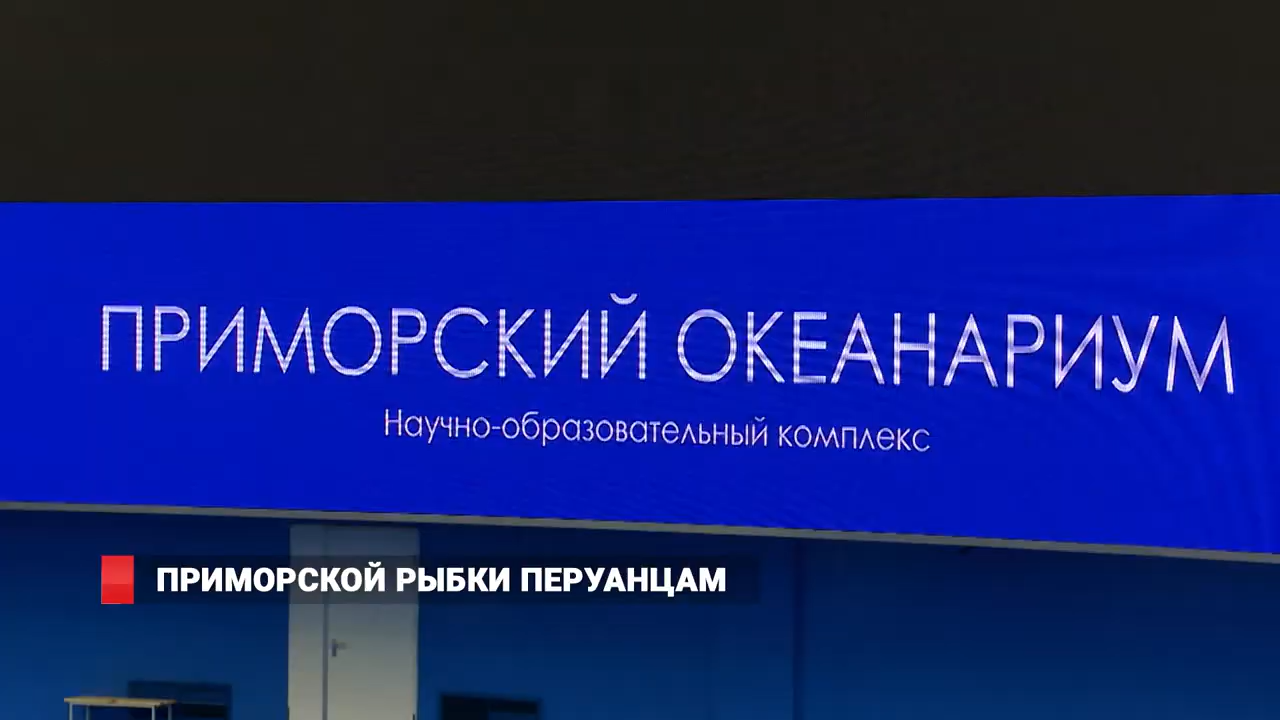 ПРИМОРСКИЙ ОКЕАНАРИУМ
Научно-образовательный комплекс
ПРИМОРСКОЙ РЫБКИ ПЕРУАНЦАМ